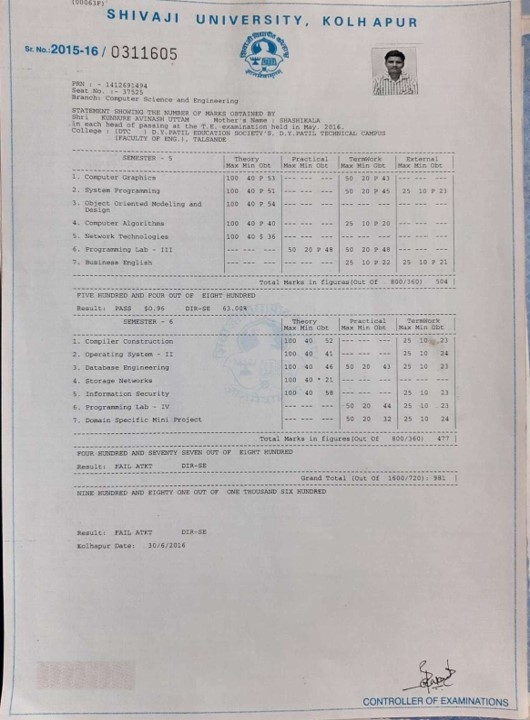 (00063F)
SHIVAJI UNIVERSITY, KOLHAPUR
Sr. No.: 2015-16 / 0311605
PRN : - 1412691494
Seat No. :- 37525
Branch: Computer Science and Engineering
STATEMENT SHOWING THE NUMBER OF MARKS OBTAINED BY
Shri KUNNURE AVINASH UTTAM Mother's Name : SHASHIKALA
in each head of passing at the T.E. examination held in May. 2016.
College : (DTC ) D.Y.PATIL EDUCATION SOCIETY'S, D.Y.PATIL TECHNICAL CAMPUS
(FACULTY OF ENG.), TALSANDE
SEMESTER - 5 Theory Practical TermWork External
Max Min Obt Max Min Obt Max Min Obt Max Min Obt
1. Computer Graphics 100 40 P 53 --- --- --- 50 20 P 43 --- --- ---
2. System Programming 100 40 P 51 --- --- --- 50 20 P 45 25 10 P 23
3. Object Oriented Modeling and 100 40 P 54 --- --- --- --- --- --- --- --- ---
Design
4. Computer Algorithms 100 40 P 40 --- --- --- 25 10 P 20 --- --- ---
5. Network Technologies 100 40 $ 36 --- --- --- --- --- --- --- --- ---
6. Programming Lab - III --- --- --- 50 20 P 48 50 20 P 48 --- --- ---
7. Business English --- --- --- --- --- --- 25 10 P 22 25 10 P 21
Total Marks in figures(Out Of 800/360) 504
FIVE HUNDRED AND FOUR OUT OF EIGHT HUNDRED
Result: PASS $0.96 DIR-SE 63.00%
SEMESTER - 6 Theory Practical TermWork
Max Min Obt Max Min Obt Max Min Obt
1. Compiler Construction 100 40 52 --- --- --- 25 10 23
2. Operating System - II 100 40 41 --- --- --- 25 10 24
3. Database Engineering 100 40 46 50 20 43 25 10 23
4. Storage Networks 100 40 * 21 --- --- --- --- --- ---
5. Information Security 100 40 58 --- --- --- 25 10 23
6. Programming Lab - IV --- --- --- 50 20 44 25 10 23
7. Domain Specific Mini Project --- --- --- 50 20 32 25 10 24
Total Marks in figures(Out Of 800/360) 477
FOUR HUNDRED AND SEVENTY SEVEN OUT OF EIGHT HUNDRED
Result: FAIL ATKT DIR-SE
Grand Total (Out Of 1600/720): 981
NINE HUNDRED AND EIGHTY ONE OUT OF ONE THOUSAND SIX HUNDRED
Result: FAIL ATKT DIR-SE
Kolhapur Date: 30/6/2016
CONTROLLER OF EXAMINATIONS